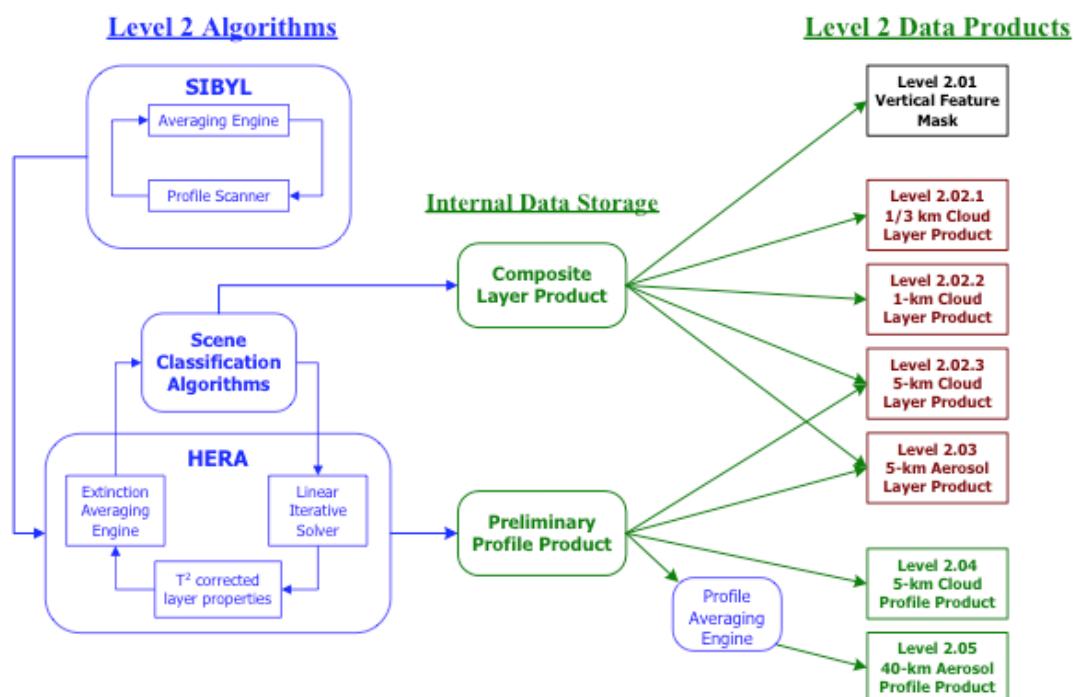 Level 2 Algorithms
Level 2 Data Products
SIBYL
Averaging Engine
Profile Scanner
Internal Data Storage
Composite
Layer Product
Scene
Classification
Algorithms
HERA
Extinction
Averaging
Engine
Linear
Iterative
Solver
T² corrected
layer properties
Preliminary
Profile Product
Profile
Averaging
Engine
Level 2.01
Vertical Feature
Mask
Level 2.02.1
1/3 km Cloud
Layer Product
Level 2.02.2
1-km Cloud
Layer Product
Level 2.02.3
5-km Cloud
Layer Product
Level 2.03
5-km Aerosol
Layer Product
Level 2.04
5-km Cloud
Profile Product
Level 2.05
40-km Aerosol
Profile Product